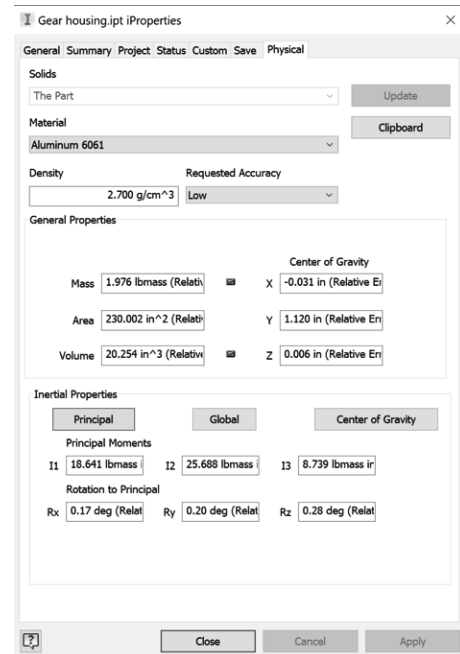 Gear housing.ipt iProperties
General Summary Project Status Custom Save Physical
Solids
The Part
Update
Material
Clipboard
Aluminum 6061
Density Requested Accuracy
2.700 g/cm^3 Low
General Properties
Center of Gravity
Mass 1.976 lbmass (Relativ X -0.031 in (Relative Er
Area 230.002 in^2 (Relati Y 1.120 in (Relative Err
Volume 20.254 in^3 (Relative Z 0.006 in (Relative Err
Inertial Properties
Principal Global Center of Gravity
Principal Moments
I1 18.641 lbmass i I2 25.688 lbmass i I3 8.739 lbmass ir
Rotation to Principal
Rx 0.17 deg (Relat Ry 0.20 deg (Relat Rz 0.28 deg (Relat
? Close Cancel Apply